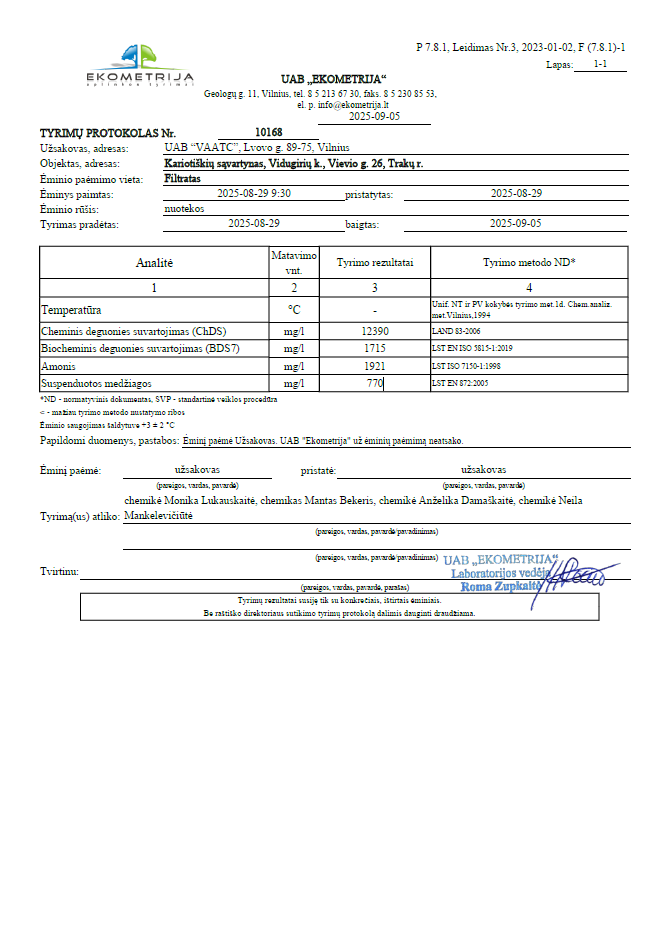 P 7.8.1, Leidimas Nr.3, 2023-01-02, F (7.8.1)-1
Lapas: 1-1
EKOMETRIJA
aplinkos tyrimai
UAB „EKOMETRIJA“
Geologų g. 11, Vilnius, tel. 8 5 213 67 30, faks. 8 5 230 85 53,
el. p. info@ekometrija.lt
2025-09-05
TYRIMŲ PROTOKOLAS Nr. 10168
Užsakovas, adresas: UAB “VAATC”, Lvovo g. 89-75, Vilnius
Objektas, adresas: Kariotiškių sąvartynas, Vidugirių k., Vievio g. 26, Trakų r.
Ėminio paėmimo vieta: Filtratas
Ėminys paimtas: 2025-08-29 9:30 pristatytas: 2025-08-29
Ėminio rūšis: nuotekos
Tyrimas pradėtas: 2025-08-29 baigtas: 2025-09-05
Analitė Matavimo vnt. Tyrimo rezultatai Tyrimo metodo ND*
1 2 3 4
Temperatūra °C - Unif. NT ir PV kokybės tyrimo met.1d. Chem.analiz. met.Vilnius,1994
Cheminis deguonies suvartojimas (ChDS) mg/l 12390 LAND 83-2006
Biocheminis deguonies suvartojimas (BDS7) mg/l 1715 LST EN ISO 5815-1:2019
Amonis mg/l 1921 LST ISO 7150-1:1998
Suspenduotos medžiagos mg/l 770 LST EN 872:2005
*ND - normatyvinis dokumentas, SVP - standartinė veiklos procedūra
< - mažiau tyrimo metodo nustatymo ribos
Ėminio saugojimas šaldytuve +3 ± 2 °C
Papildomi duomenys, pastabos: Ėminį paėmė Užsakovas. UAB "Ekometrija" už ėminių paėmimą neatsako.
Ėminį paėmė: užsakovas pristatė: užsakovas
(pareigos, vardas, pavardė) (pareigos, vardas, pavardė)
chemikė Monika Lukauskaitė, chemikas Mantas Bekeris, chemikė Anželika Damaškaitė, chemikė Neila
Tyrimą(us) atliko: Mankelevičiūtė
(pareigos, vardas, pavardė/pavadinimas)
(pareigos, vardas, pavardė/pavadinimas)
UAB „EKOMETRIJA“
Laboratorijos vedėja
Roma Zupkaitė
Tvirtinu:
(pareigos, vardas, pavardė, parašas)
Tyrimų rezultatai susiję tik su konkrečiais, ištirtais ėminiais.
Be raštiško direktoriaus sutikimo tyrimų protokolą dalimis dauginti draudžiama.